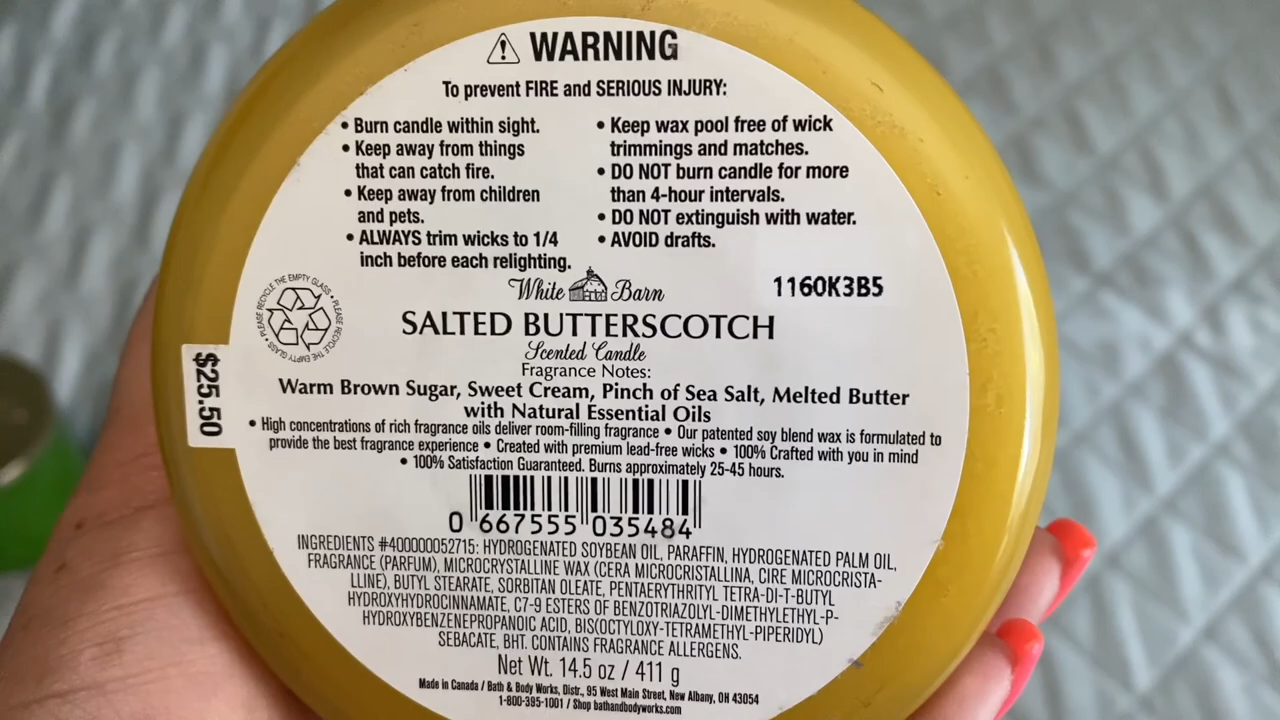 WARNING
To prevent FIRE and SERIOUS INJURY:
• Burn candle within sight.
• Keep away from things
that can catch fire.
• Keep away from children
and pets.
• ALWAYS trim wicks to 1/4
inch before each relighting.
• Keep wax pool free of wick
trimmings and matches.
• DO NOT burn candle for more
than 4-hour intervals.
• DO NOT extinguish with water.
• AVOID drafts.
PLEASE RECYCLE THE EMPTY GLASS • PLEASE RECYCLE THE EMPTY GLASS •
White Barn
1160K3B5
SALTED BUTTERSCOTCH
Scented Candle
Fragrance Notes:
Warm Brown Sugar, Sweet Cream, Pinch of Sea Salt, Melted Butter
with Natural Essential Oils
$25.50
• High concentrations of rich fragrance oils deliver room-filling fragrance • Our patented soy blend wax is formulated to
provide the best fragrance experience • Created with premium lead-free wicks • 100% Crafted with you in mind
• 100% Satisfaction Guaranteed. Burns approximately 25-45 hours.
0 667555 035484
INGREDIENTS #400000052715: HYDROGENATED SOYBEAN OIL, PARAFFIN, HYDROGENATED PALM OIL,
FRAGRANCE (PARFUM), MICROCRYSTALLINE WAX (CERA MICROCRISTALLINA, CIRE MICROCRISTA-
LLINE), BUTYL STEARATE, SORBITAN OLEATE, PENTAERYTHRITYL TETRA-DI-T-BUTYL
HYDROXYHYDROCINNAMATE, C7-9 ESTERS OF BENZOTRIAZOLYL-DIMETHYLETHYL-P-
HYDROXYBENZENEPROPANOIC ACID, BIS(OCTYLOXY-TETRAMETHYL-PIPERIDYL)
SEBACATE, BHT. CONTAINS FRAGRANCE ALLERGENS.
Net Wt. 14.5 oz / 411 g
Made in Canada / Bath & Body Works, Distr., 95 West Main Street, New Albany, OH 43054
1-800-395-1001 / Shop bathandbodyworks.com